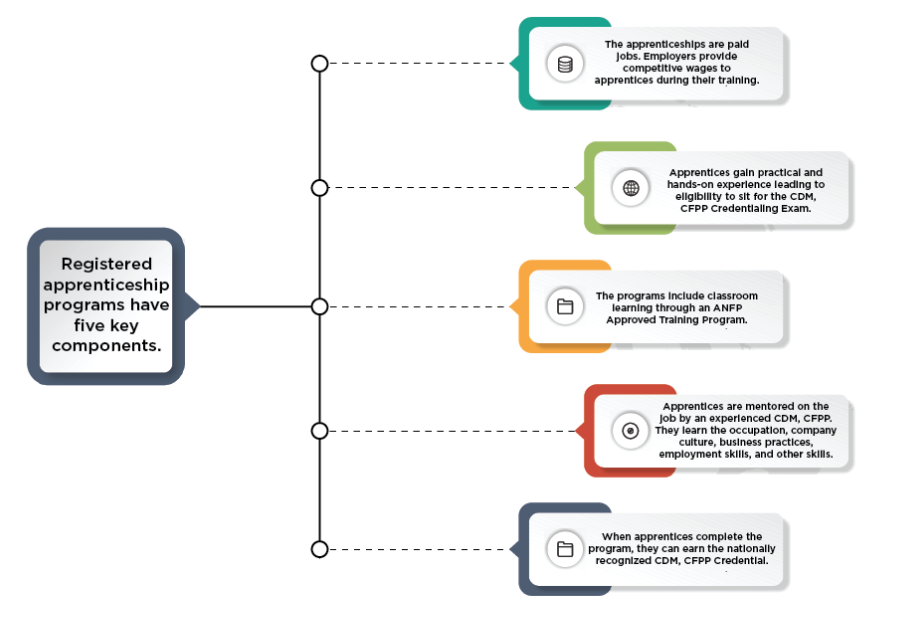 Registered
apprenticeship
programs have
five key
components.
The apprenticeships are paid
jobs. Employers provide
competitive wages to
apprentices during their training.
Apprentices gain practical and
hands-on experience leading to
eligibility to sit for the CDM,
CFPP Credentialing Exam.
The programs include classroom
learning through an ANFP
Approved Training Program.
Apprentices are mentored on the
job by an experienced CDM, CFPP.
They learn the occupation, company
culture, business practices,
employment skills, and other skills.
When apprentices complete the
program, they can earn the nationally
recognized CDM, CFPP Credential.